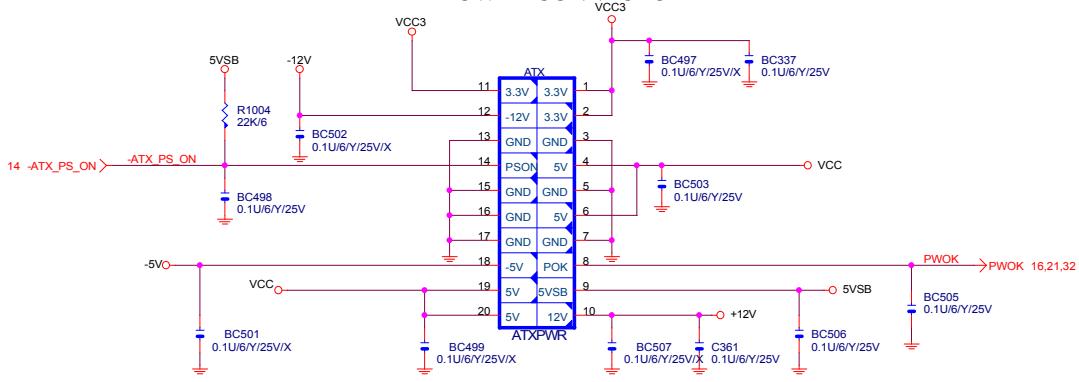 VCC3
VCC3
5VSB
-12V
BC497
0.1U/6/Y/25V/X
BC337
0.1U/6/Y/25V
ATX
R1004
22K/6
11 3.3V 3.3V 1
12 -12V 3.3V 2
BC502
0.1U/6/Y/25V/X
13 GND GND 3
14 -ATX_PS_ON
-ATX_PS_ON
14 PSON 5V 4
VCC
BC498
0.1U/6/Y/25V
15 GND GND 5
BC503
0.1U/6/Y/25V
16 GND 5V 6
17 GND GND 7
-5V
18 -5V POK 8
PWOK
PWOK 16,21,32
VCC
19 5V 5VSB 9
5VSB
20 5V 12V 10
+12V
BC505
0.1U/6/Y/25V
ATXPWR
BC501
0.1U/6/Y/25V/X
BC499
0.1U/6/Y/25V/X
BC507
0.1U/6/Y/25V/X
C361
0.1U/6/Y/25V
BC506
0.1U/6/Y/25V